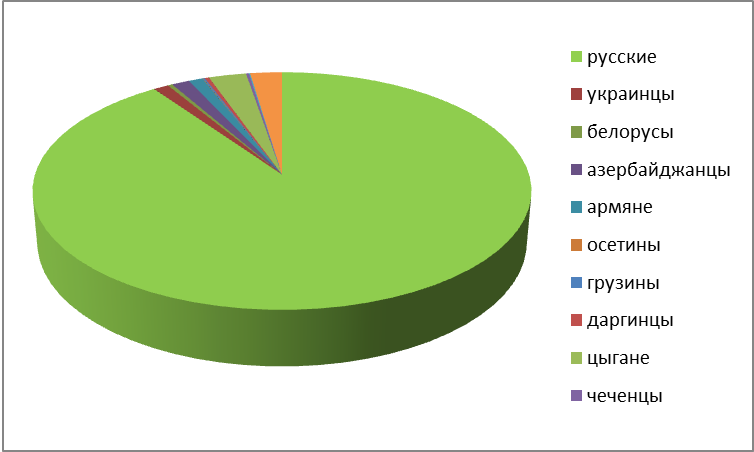 русские
украинцы
белорусы
азербайджанцы
армяне
осетины
грузины
даргинцы
цыгане
чеченцы